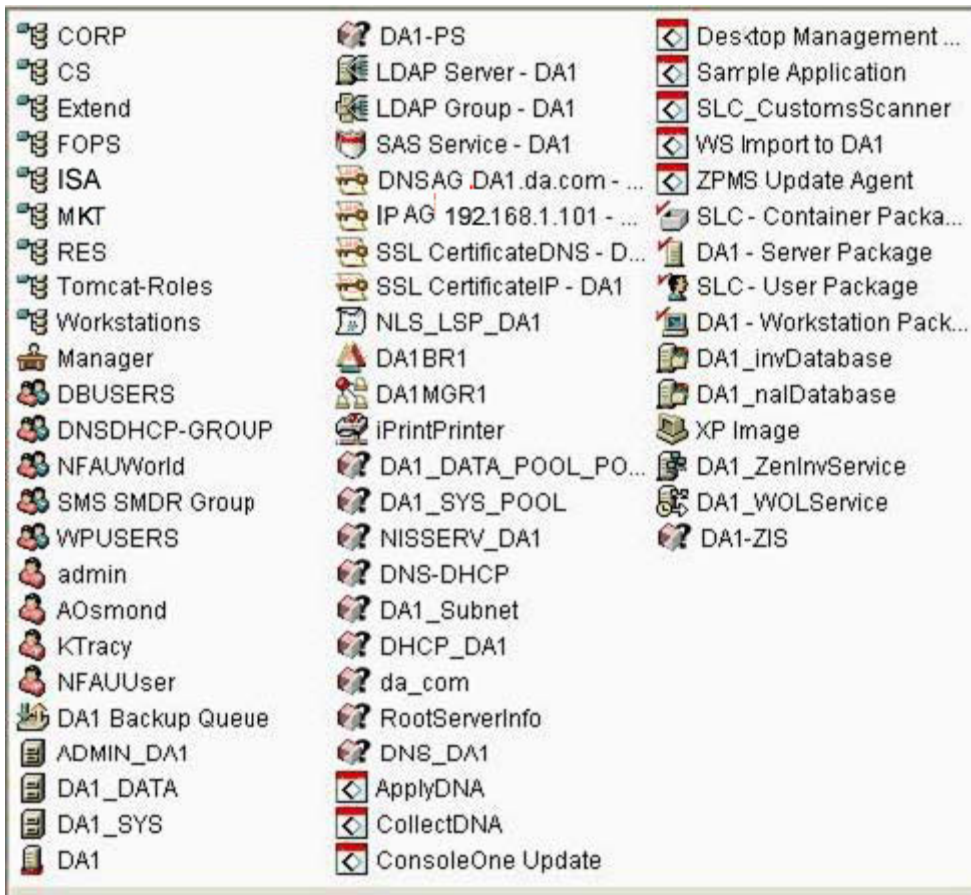 CORP
CS
Extend
FOPS
ISA
MKT
RES
Tomcat-Roles
Workstations
Manager
DBUSERS
DNSDHCP-GROUP
NFAUWorld
SMS SMDR Group
WPUSERS
admin
AOsmond
KTracy
NFAUUser
DA1 Backup Queue
ADMIN_DA1
DA1_DATA
DA1_SYS
DA1
DA1-PS
LDAP Server - DA1
LDAP Group - DA1
SAS Service - DA1
DNSAG .DA1.da.com - ...
IP AG 192.168.1.101 - ...
SSL CertificateDNS - D...
SSL CertificateIP - DA1
NLS_LSP_DA1
DA1BR1
DA1MGR1
iPrintPrinter
DA1_DATA_POOL_PO...
DA1_SYS_POOL
NISSERV_DA1
DNS-DHCP
DA1_Subnet
DHCP_DA1
da_com
RootServerInfo
DNS_DA1
ApplyDNA
CollectDNA
ConsoleOne Update
Desktop Management ...
Sample Application
SLC_CustomsScanner
WS Import to DA1
ZPMS Update Agent
SLC - Container Packa...
DA1 - Server Package
SLC - User Package
DA1 - Workstation Pack...
DA1_invDatabase
DA1_nalDatabase
XP Image
DA1_ZenInvService
DA1_WOLService
DA1-ZIS